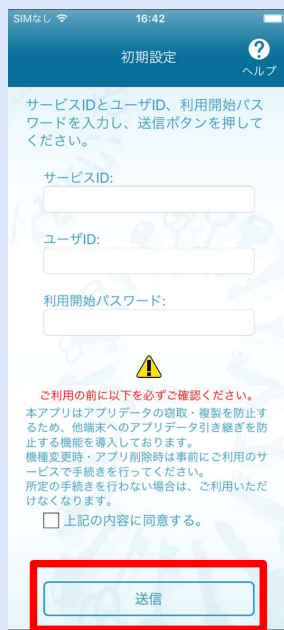 SIMなし 16:42
初期設定
?
ヘルプ
サービスIDとユーザID、利用開始パス
ワードを入力し、送信ボタンを押して
ください。
サービスID:
ユーザID:
利用開始パスワード:
ご利用の前に以下を必ずご確認ください。
本アプリはアプリデータの窃取・複製を防止す
るため、他端末へのアプリデータ引き継ぎを防
止する機能を導入しております。
機種変更時・アプリ削除時は事前にご利用のサ
ービスで手続きを行ってください。
所定の手続きを行わない場合は、ご利用いただ
けなくなります。
上記の内容に同意する。
送信